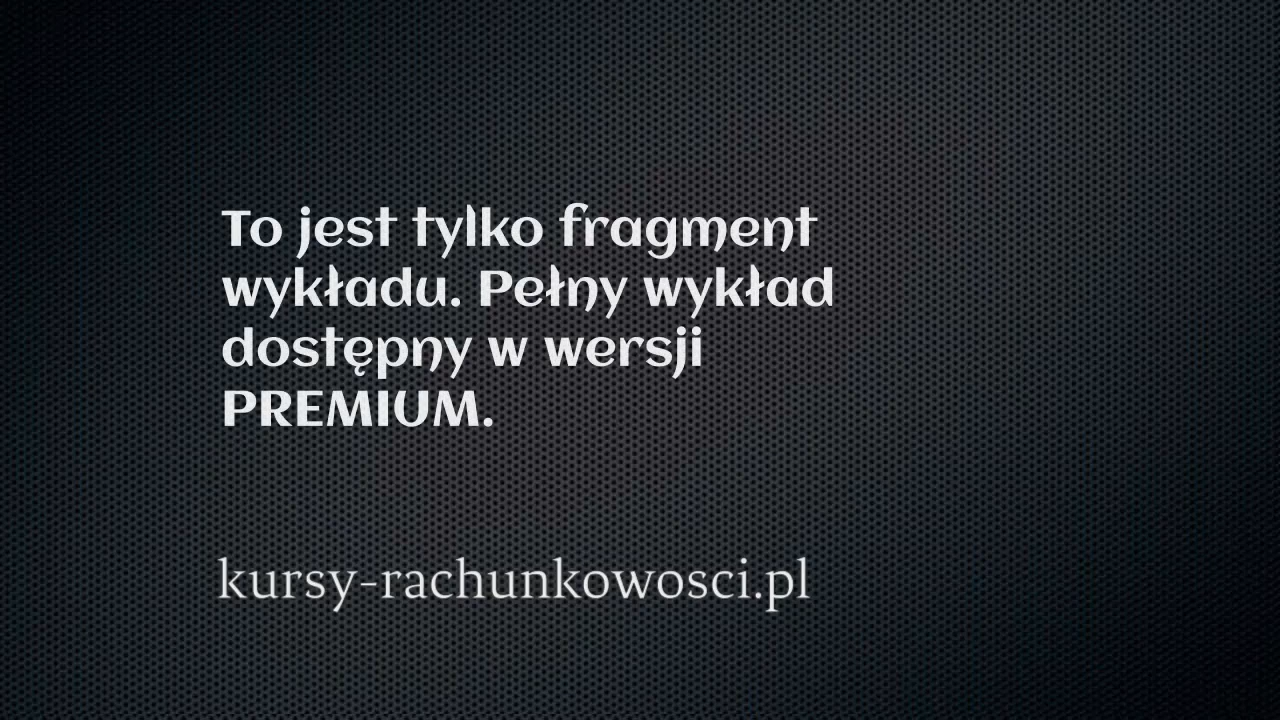 To jest tylko fragment
wykładu. Pełny wykład
dostępny w wersji
PREMIUM.
kursy-rachunkowosci.pl